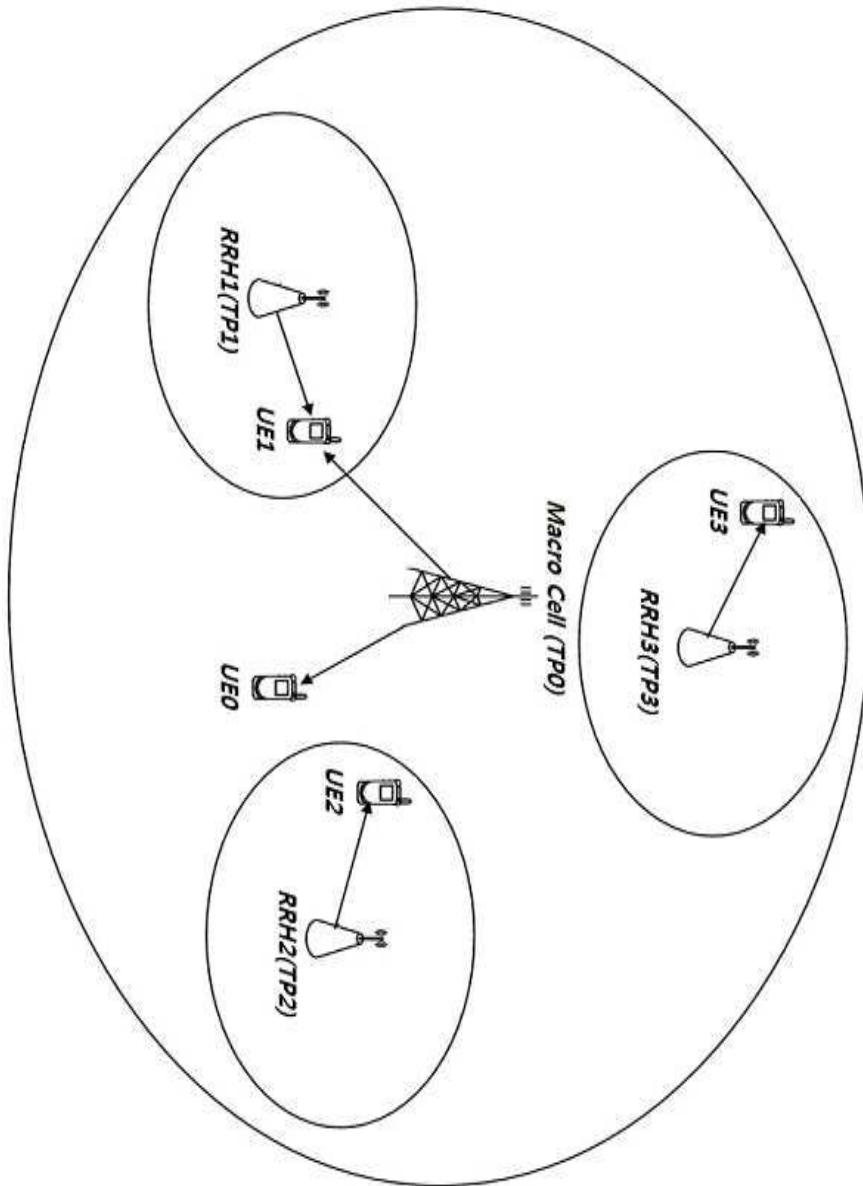 UE3
RRH3(TP3)
Macro Cell (TP0)
UE2
RRH2(TP2)
UE1
RRH1(TP1)
UE0